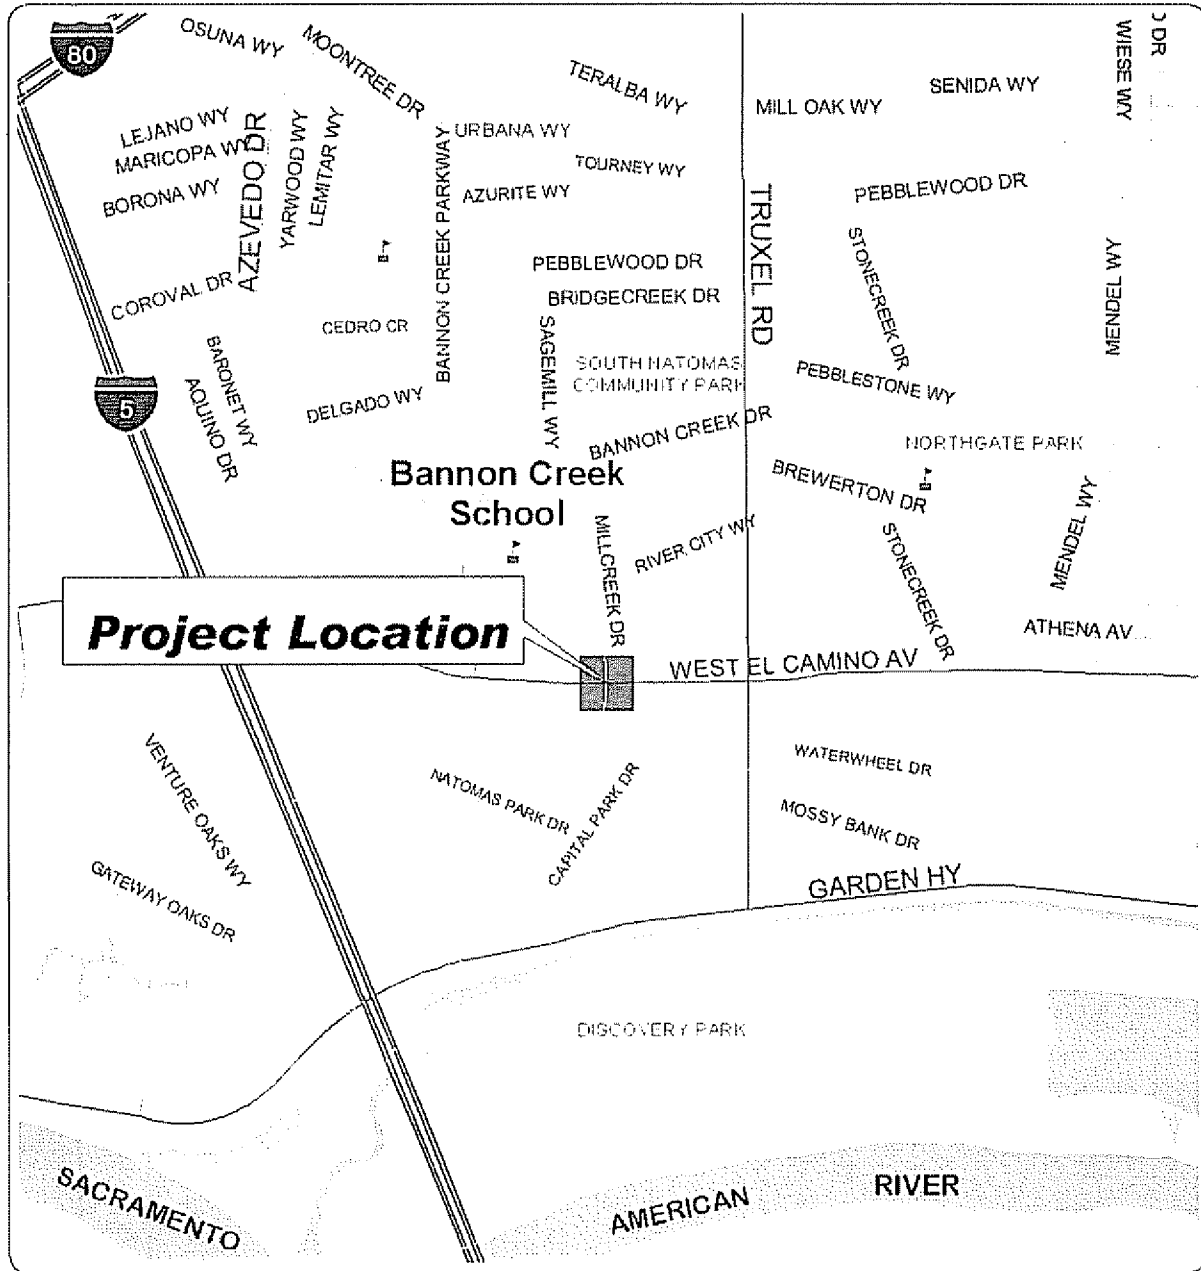 80
OSUNA WY
MOONTREE DR
TERALBA WY
MILL OAK WY
SENIDA WY
WIESE WY
DR
LEJANO WY
MARICOPA WY
BORONA WY
AZEVEDO DR
YARWOOD WY
LEMITAR WY
BANNON CREEK PARKWAY
URBANA WY
TOURNEY WY
AZURITE WY
TRUXEL RD
PEBBLEWOOD DR
STONECREEK DR
MENDEL WY
COROVAL DR
PEBBLEWOOD DR
BRIDGECREEK DR
CEDRO CR
BARONET WY
AQUINO DR
SAGEMILL WY
SOUTH NATOMAS
COMMUNITY PARK
PEBBLESTONE WY
5
DELGADO WY
BANNON CREEK DR
NORTHGATE PARK
Bannon Creek
School
BREWERTON DR
MENDEL WY
MILLCREEK DR
RIVER CITY WY
STONECREEK DR
Project Location
ATHENA AV
WEST EL CAMINO AV
VENTURE OAKS WY
NATOMAS PARK DR
CAPITAL PARK DR
WATERWHEEL DR
MOSSY BANK DR
GATEWAY OAKS DR
GARDEN HY
DISCOVERY PARK
SACRAMENTO
AMERICAN
RIVER